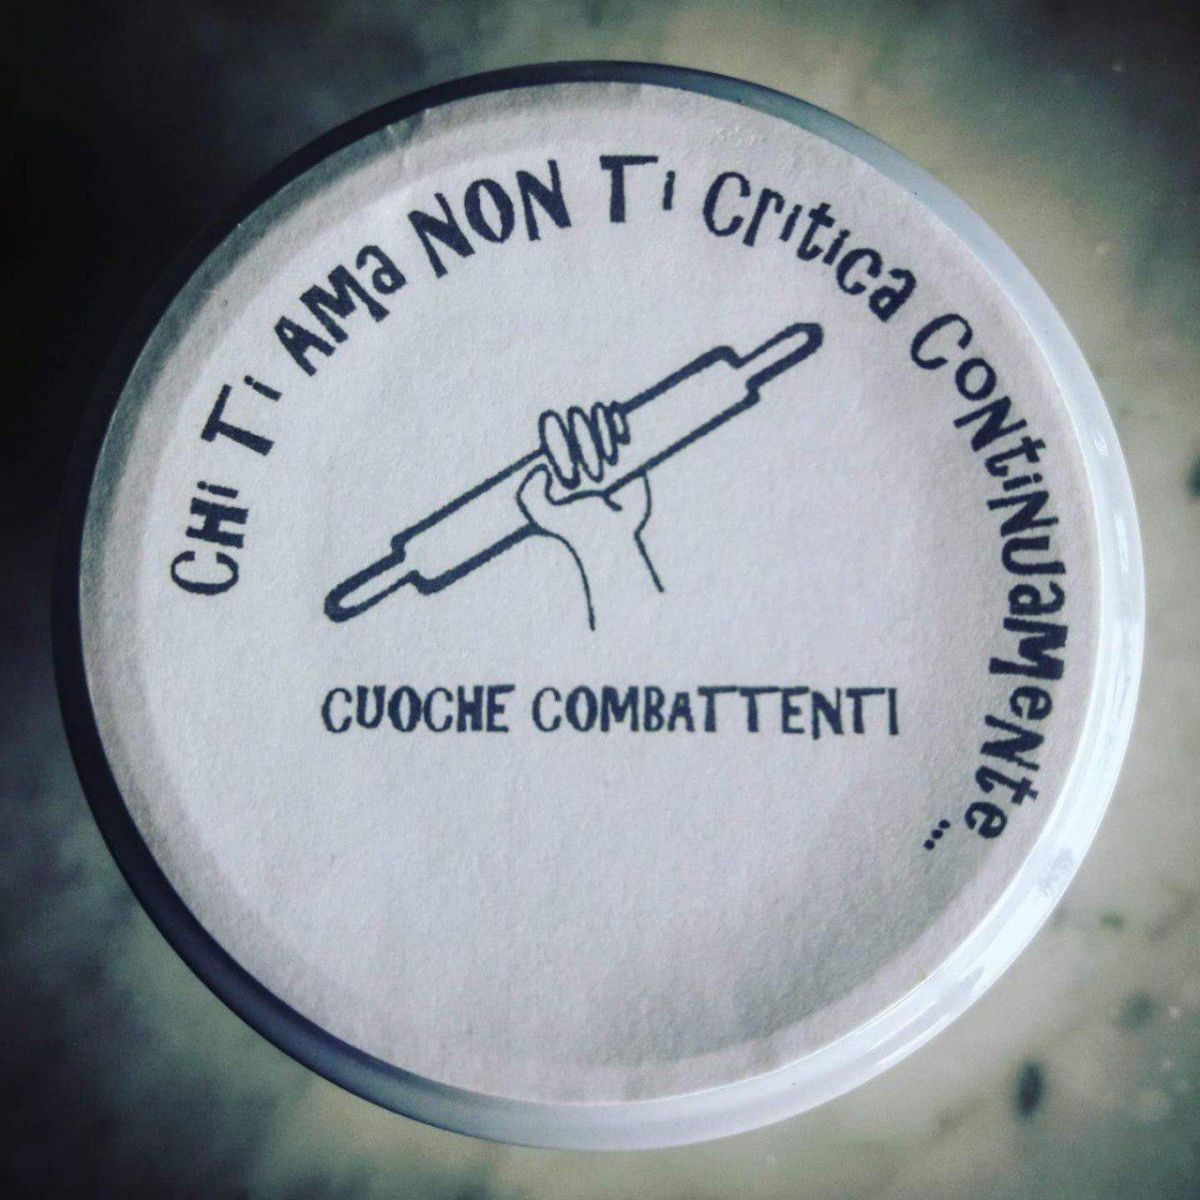 CHi Ti AMa NON Ti Critica CONtiNUaMeNte...
CUOCHE COMBATTENTI